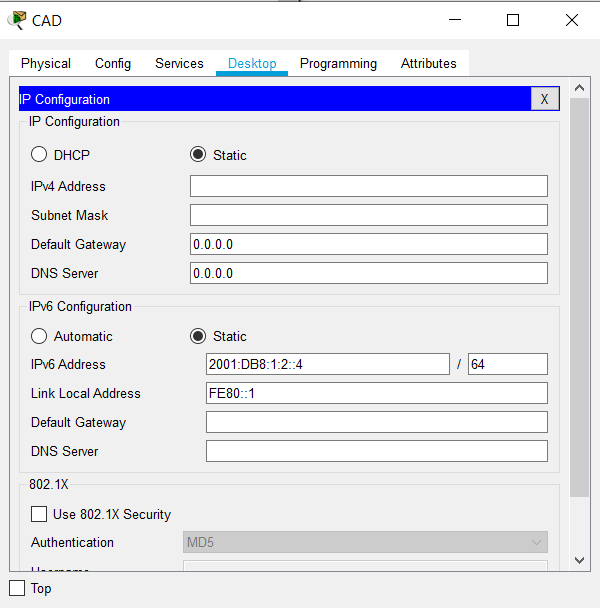 CAD
Physical Config Services Desktop Programming Attributes
IP Configuration X
IP Configuration
DHCP Static
IPv4 Address
Subnet Mask
Default Gateway 0.0.0.0
DNS Server 0.0.0.0
IPv6 Configuration
Automatic Static
IPv6 Address 2001:DB8:1:2::4 / 64
Link Local Address FE80::1
Default Gateway
DNS Server
802.1X
Use 802.1X Security
Authentication MD5
Top